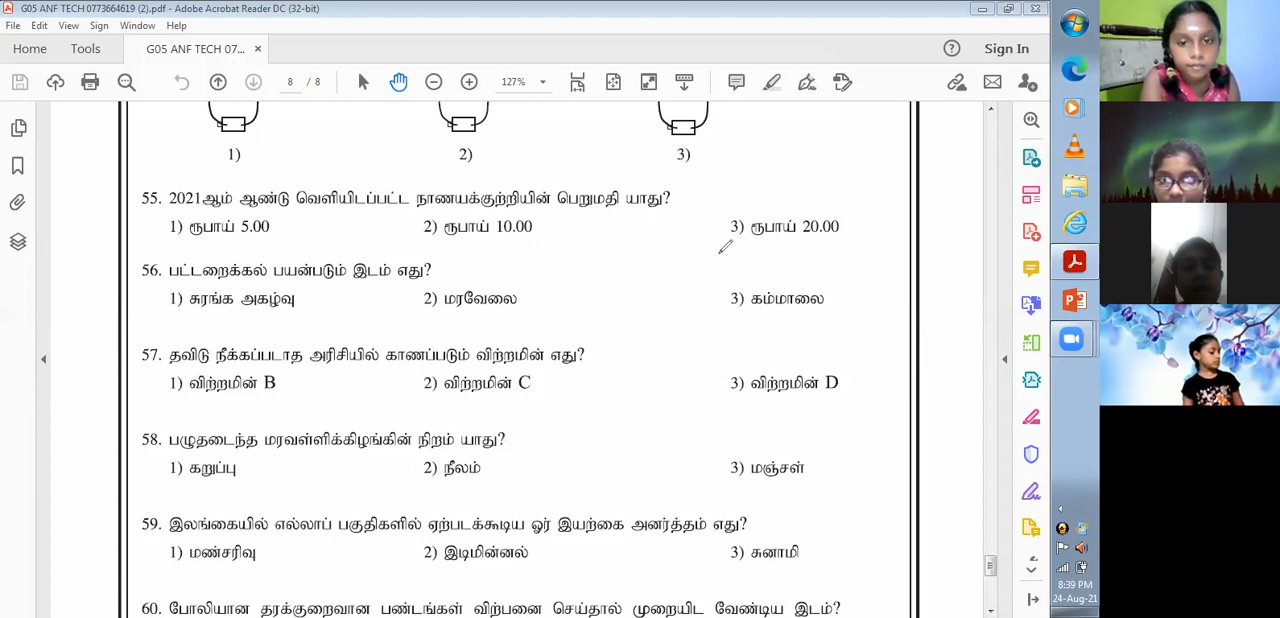 G05 ANF TECH 0773664619 (2).pdf - Adobe Acrobat Reader DC (32-bit)
File Edit View Sign Window Help
Home Tools G05 ANF TECH 07... × Sign In
8 / 8 127%
1) 2) 3)
55. 2021ஆம் ஆண்டு வெளியிடப்பட்ட நாணயக்குற்றியின் பெறுமதி யாது?
1) ரூபாய் 5.00 2) ரூபாய் 10.00 3) ரூபாய் 20.00
56. பட்டறைக்கல் பயன்படும் இடம் எது?
1) சுரங்க அகழ்வு 2) மரவேலை 3) கம்மாலை
57. தவிடு நீக்கப்படாத அரிசியில் காணப்படும் விற்றமின் எது?
1) விற்றமின் B 2) விற்றமின் C 3) விற்றமின் D
58. பழுதடைந்த மரவள்ளிக்கிழங்கின் நிறம் யாது?
1) கறுப்பு 2) நீலம் 3) மஞ்சள்
59. இலங்கையில் எல்லாப் பகுதிகளில் ஏற்படக்கூடிய ஓர் இயற்கை அனர்த்தம் எது?
1) மண்சரிவு 2) இடிமின்னல் 3) சுனாமி
60. போலியான தரக்குறைவான பண்டங்கள் விற்பனை செய்தால் முறையிட வேண்டிய இடம்?
8:39 PM
24-Aug-21